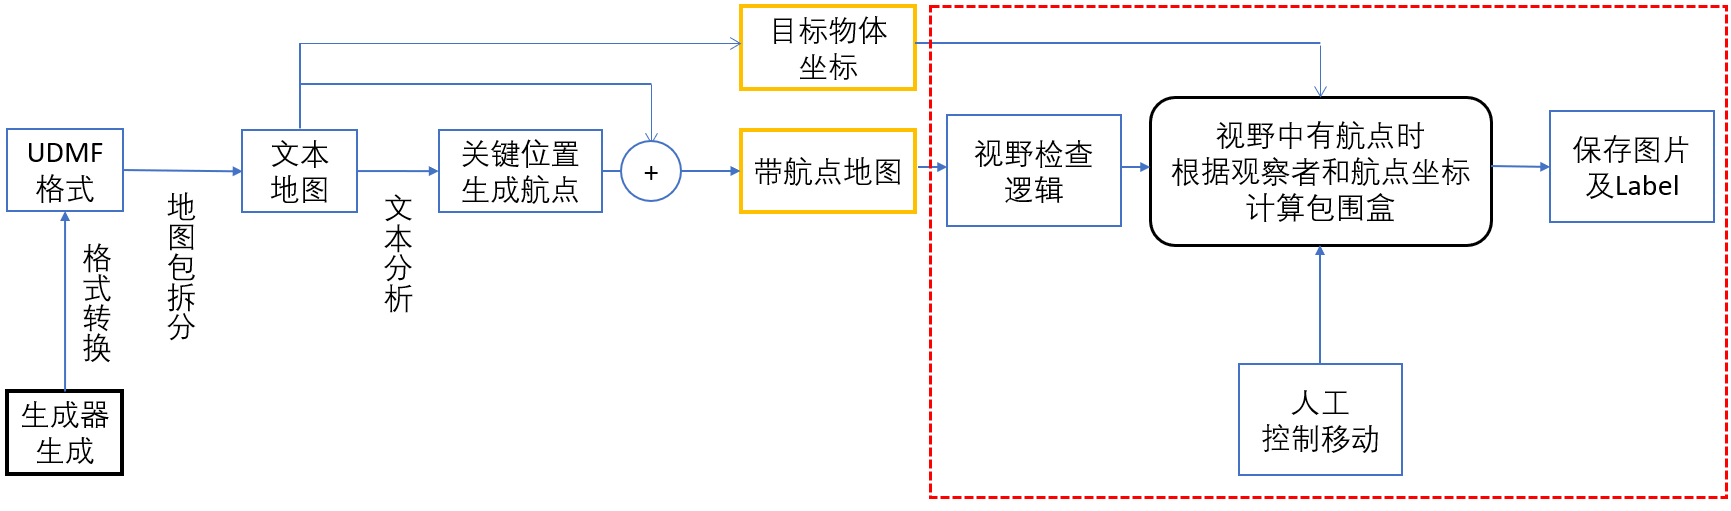 目标物体
坐标
UDMF
格式
文本
地图
关键位置
生成航点
+
带航点地图
视野检查
逻辑
视野中有航点时
根据观察者和航点坐标
计算包围盒
保存图片
及Label
地图包拆分
文本分析
格式转换
生成器
生成
人工
控制移动